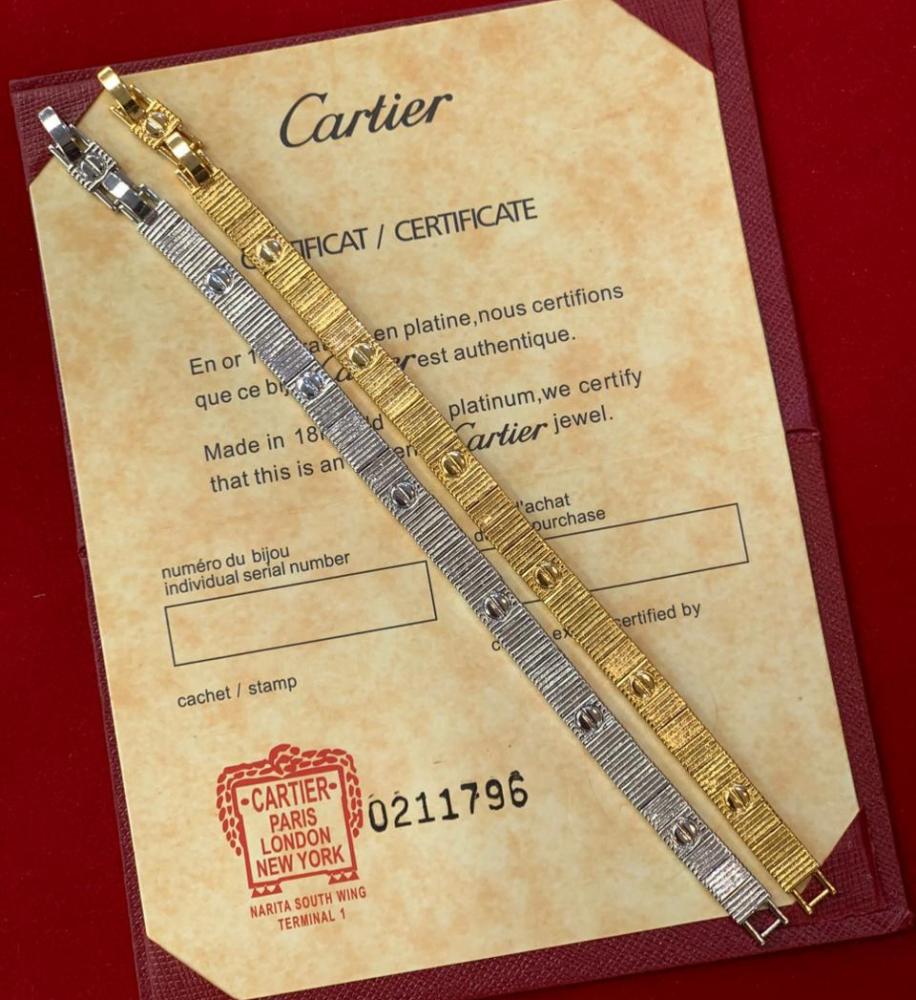 Cartier
IFICAT / CERTIFICATE
En or 1 en platine,nous certifions
que ce bi est authentique.
Made in 18 platinum,we certify
that this is an Cartier jewel.
d'achat
purchase
numéro du bijou
individual serial number
certified by
cachet / stamp
CARTIER
PARIS
LONDON
NEW YORK
0211796
NARITA SOUTH WING
TERMINAL 1